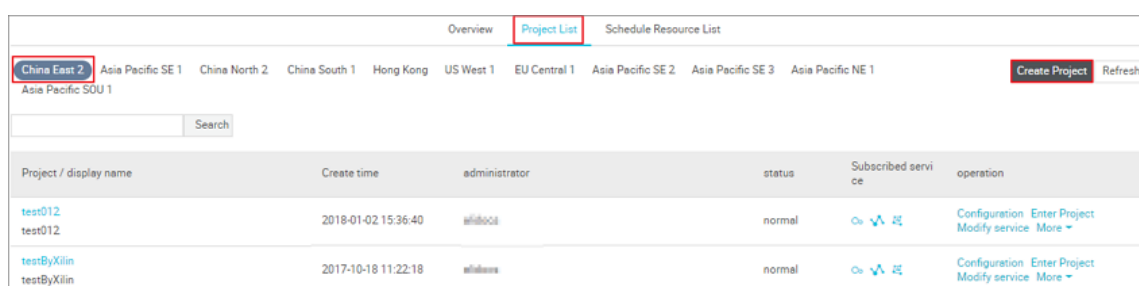 Overview Project List Schedule Resource List
China East 2 Asia Pacific SE 1 China North 2 China South 1 Hong Kong US West 1 EU Central 1 Asia Pacific SE 2 Asia Pacific SE 3 Asia Pacific NE 1 Create Project Refresh
Asia Pacific SOU 1
Search
Project / display name Create time administrator status Subscribed servi
ce operation
test012 2018-01-02 15:36:40 normal Configuration Enter Project
test012 Modify service More
testByXilin 2017-10-18 11:22:18 normal Configuration Enter Project
testByXilin Modify service More